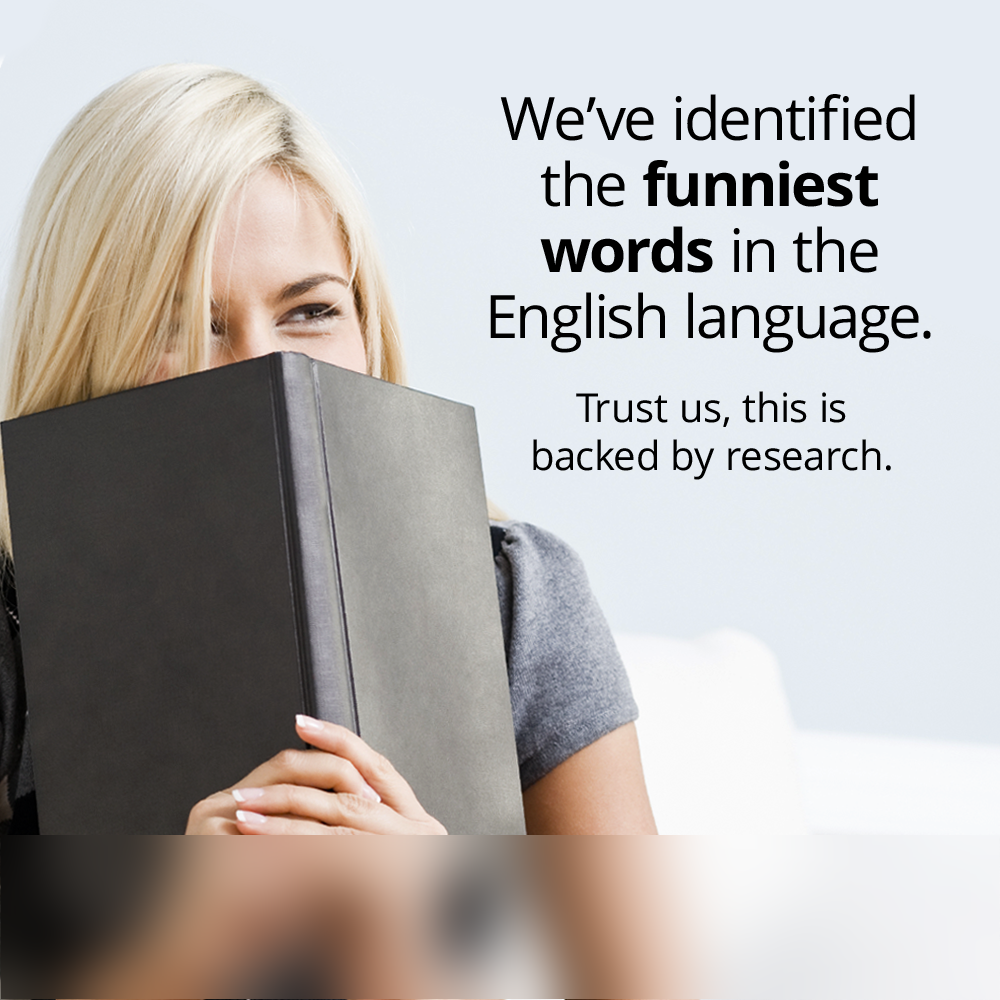 We’ve identified
the funniest
words in the
English language.
Trust us, this is
backed by research.